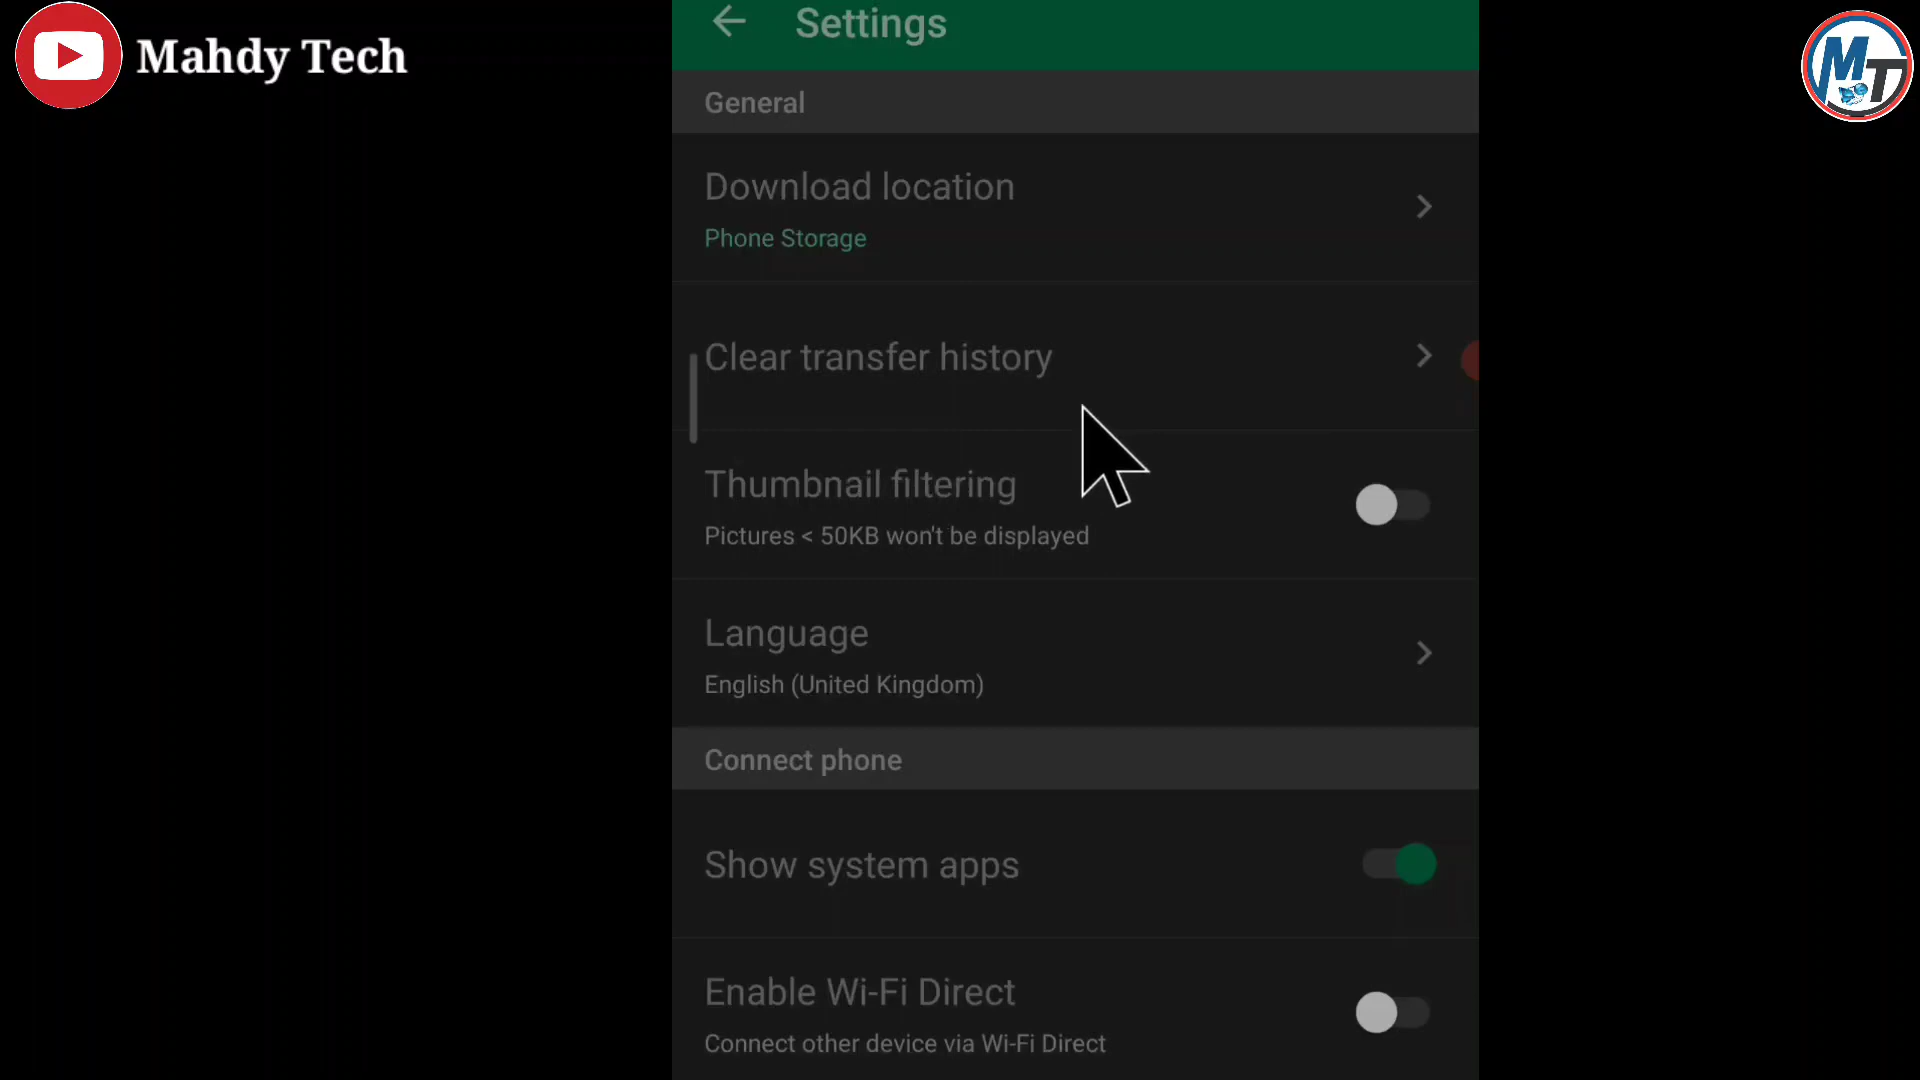 Mahdy Tech
MT
Settings
General
Download location
Phone Storage
Clear transfer history
Thumbnail filtering
Pictures < 50KB won't be displayed
Language
English (United Kingdom)
Connect phone
Show system apps
Enable Wi-Fi Direct
Connect other device via Wi-Fi Direct